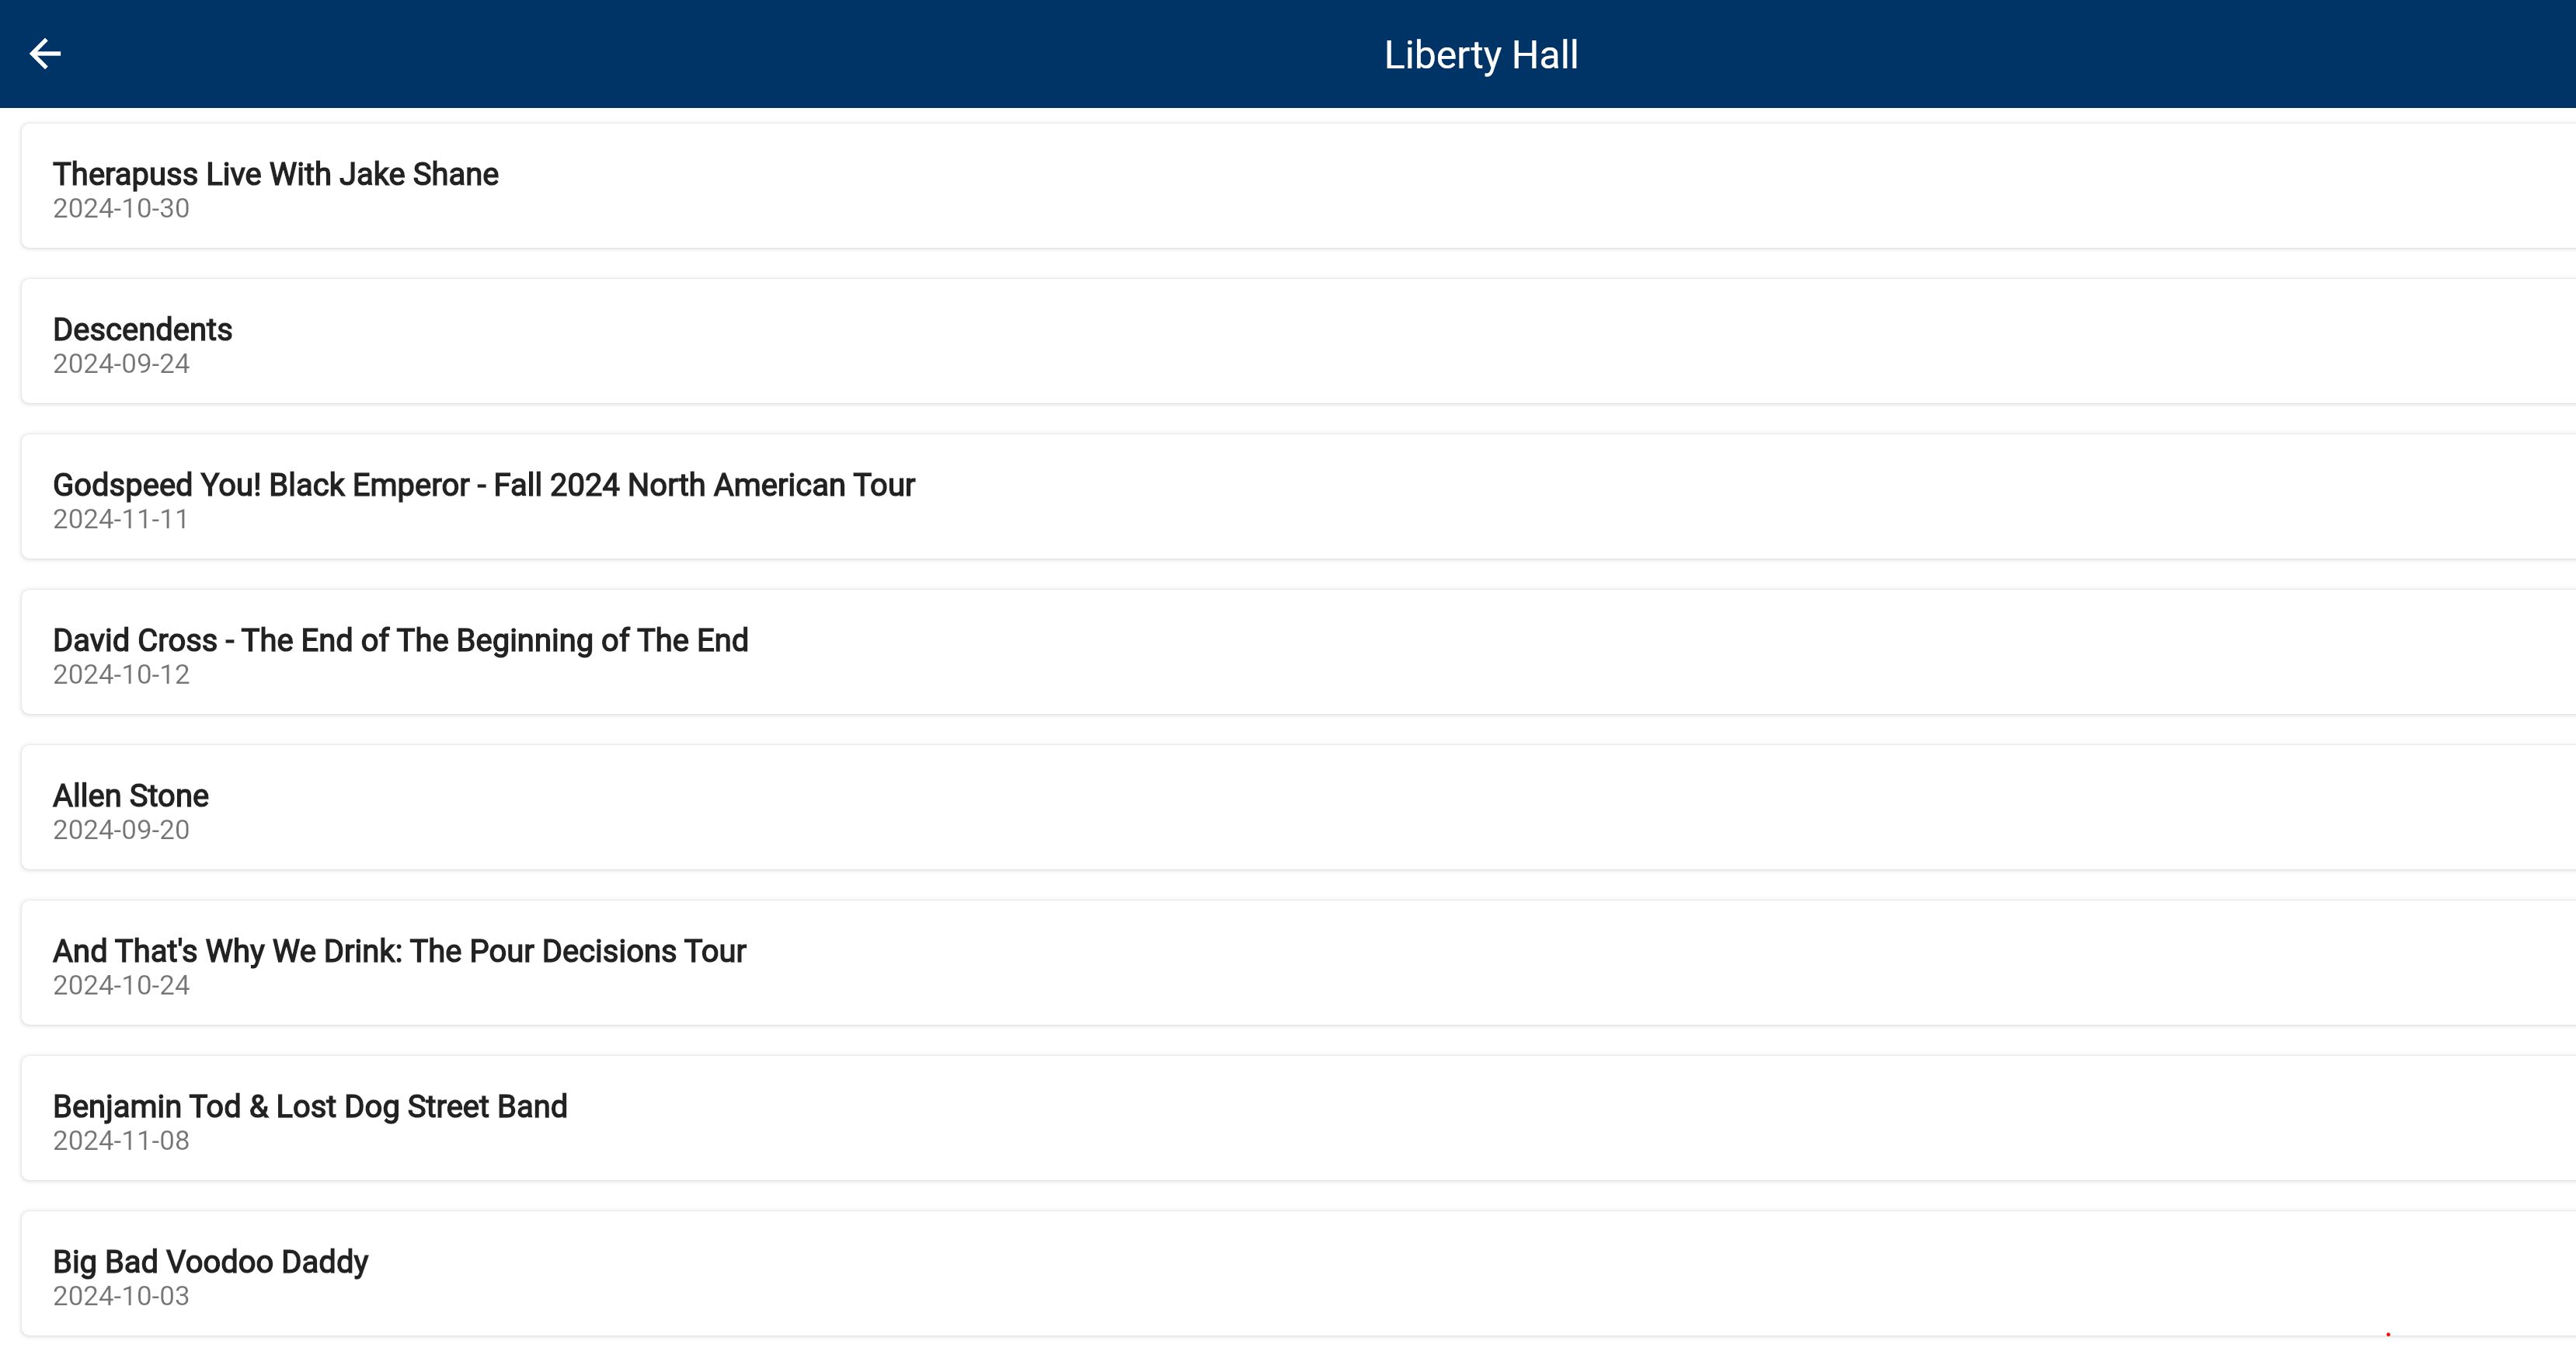 Liberty Hall
Therapuss Live With Jake Shane
2024-10-30
Descendents
2024-09-24
Godspeed You! Black Emperor - Fall 2024 North American Tour
2024-11-11
David Cross - The End of The Beginning of The End
2024-10-12
Allen Stone
2024-09-20
And That's Why We Drink: The Pour Decisions Tour
2024-10-24
Benjamin Tod & Lost Dog Street Band
2024-11-08
Big Bad Voodoo Daddy
2024-10-03